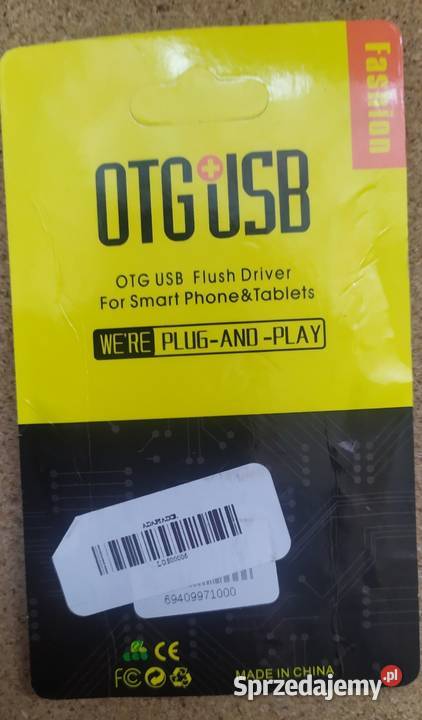 Fashion
OTG USB
OTG USB Flush Driver
For Smart Phone&Tablets
WE'RE PLUG-AND-PLAY
69409971000
CE
FC
MADE IN CHINA
Sprzedajemy.pl